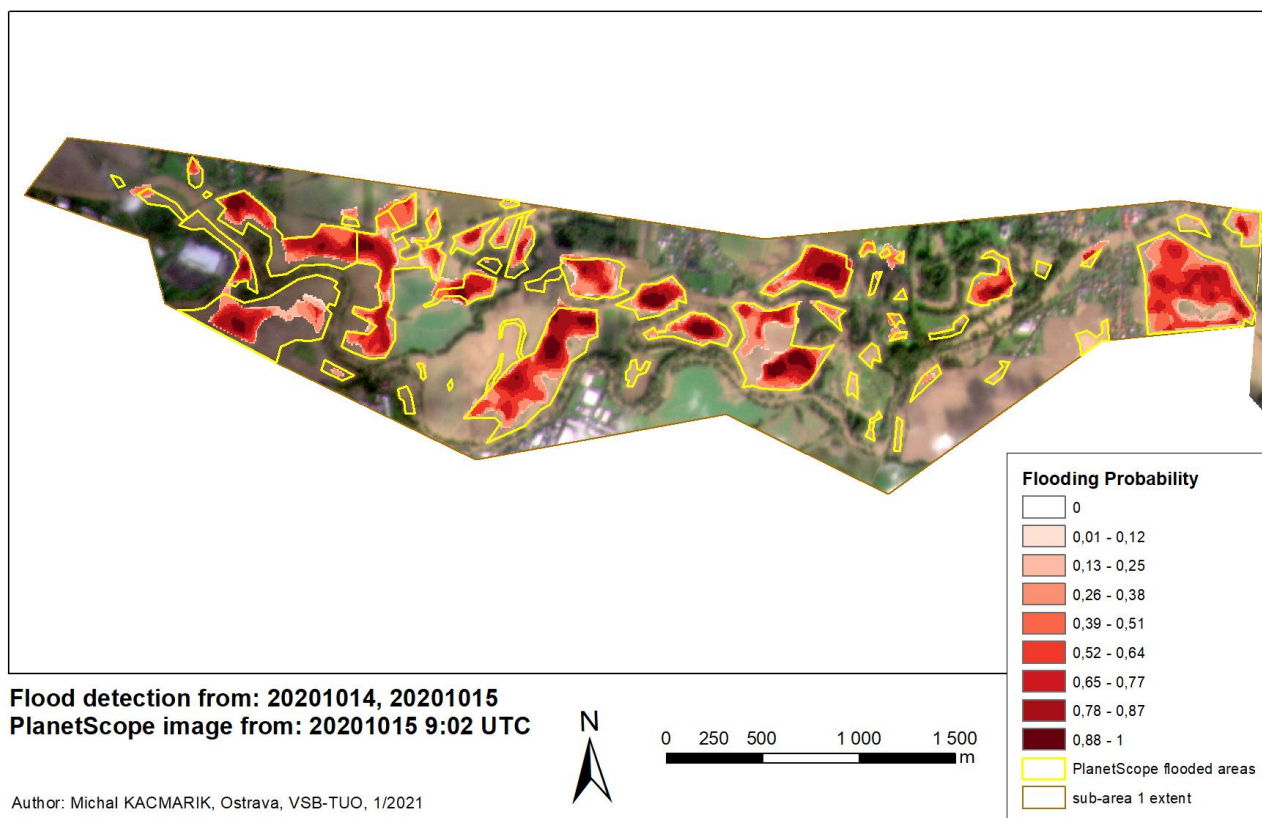 Flooding Probability
0
0,01 - 0,12
0,13 - 0,25
0,26 - 0,38
0,39 - 0,51
0,52 - 0,64
0,65 - 0,77
0,78 - 0,87
0,88 - 1
PlanetScope flooded areas
sub-area 1 extent
Flood detection from: 20201014, 20201015
PlanetScope image from: 20201015 9:02 UTC
N
0 250 500 1 000 1 500
m
Author: Michal KACMARIK, Ostrava, VSB-TUO, 1/2021